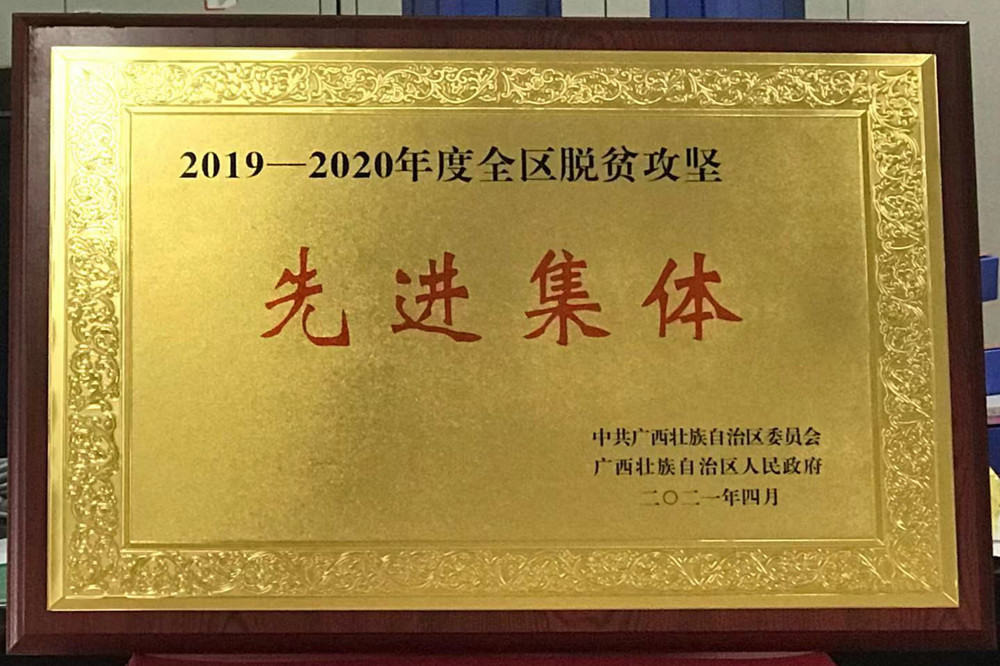 2019—2020年度全区脱贫攻坚
先进集体
中共广西壮族自治区委员会
广西壮族自治区人民政府
二〇二一年四月